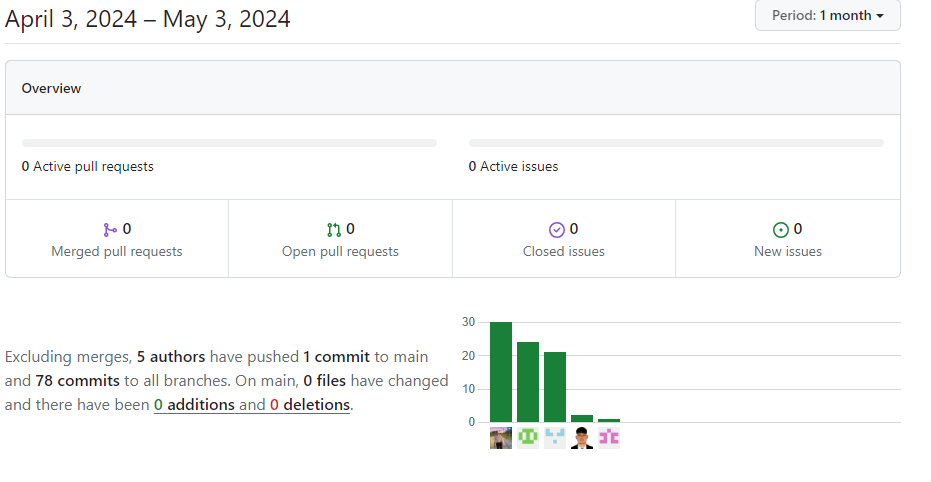 April 3, 2024 – May 3, 2024
Period: 1 month
Overview
0 Active pull requests
0 Active issues
0
Merged pull requests
0
Open pull requests
0
Closed issues
0
New issues
Excluding merges, 5 authors have pushed 1 commit to main
and 78 commits to all branches. On main, 0 files have changed
and there have been 0 additions and 0 deletions.
30
20
10
0